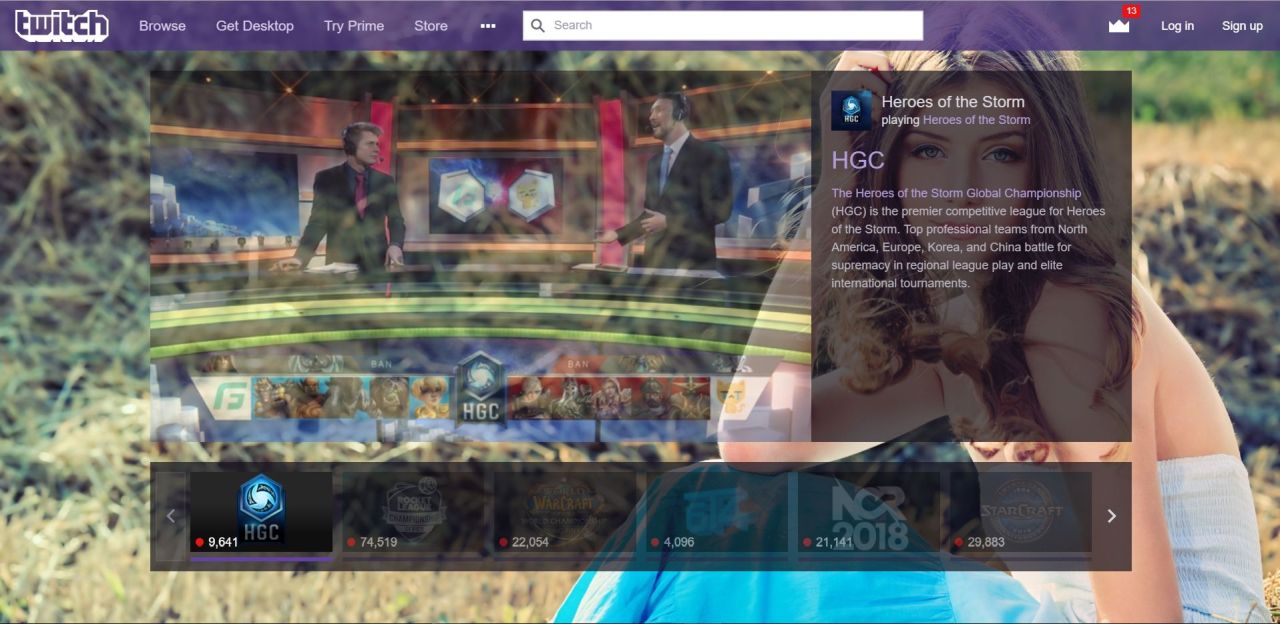 twitch
Browse
Get Desktop
Try Prime
Store
Search
13
Log in
Sign up
HGC
Heroes of the Storm
playing Heroes of the Storm
HGC
The Heroes of the Storm Global Championship
(HGC) is the premier competitive league for Heroes
of the Storm. Top professional teams from North
America, Europe, Korea, and China battle for
supremacy in regional league play and elite
international tournaments.
BAN
BAN
HGC
HGC
9,641
ROCKET
LEAGUE
CHAMPIONSHIP
SERIES
74,519
WORLD
WARCRAFT
WORLD CHAMPIONSHIP
22,054
4,096
NCR
2018
21,141
STARCRAFT
29,883